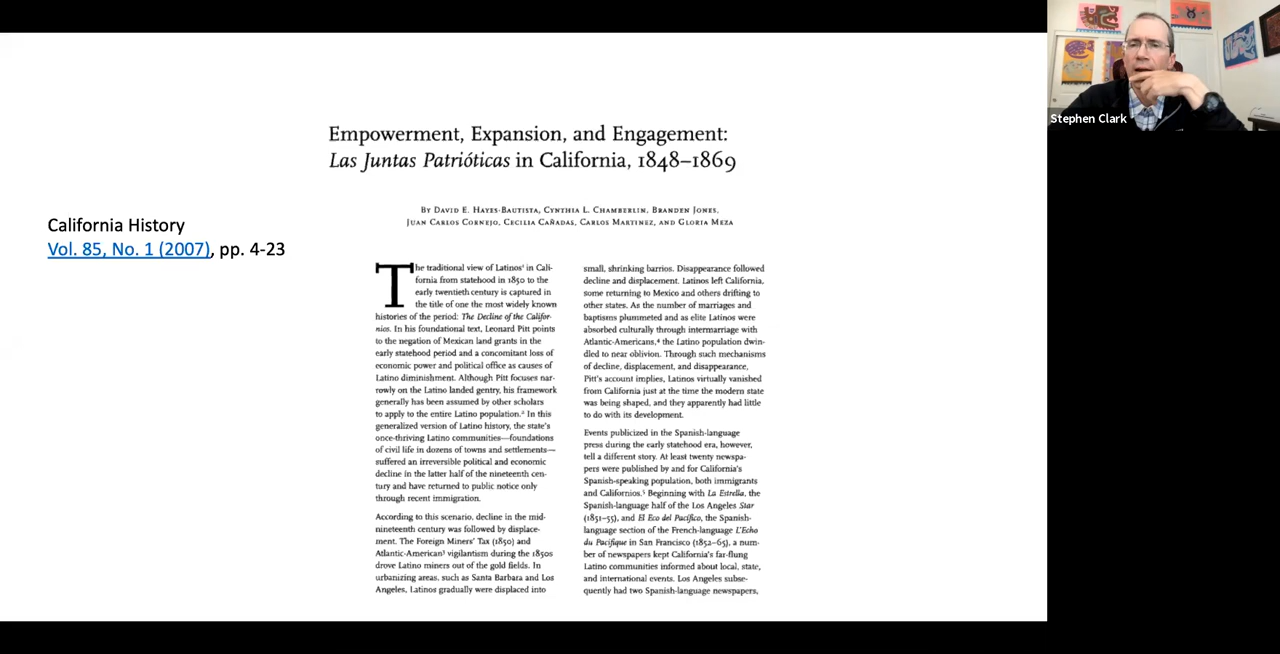 Empowerment, Expansion, and Engagement:
Las Juntas Patrióticas in California, 1848–1869
By David E. Hayes-Bautista, Cynthia L. Chamberlin, Branden Jones,
Juan Carlos Cornejo, Cecilia Cañadas, Carlos Martinez, and Gloria Meza
California History
Vol. 85, No. 1 (2007), pp. 4-23
The traditional view of Latinos¹ in Cali-
fornia from statehood in 1850 to the
early twentieth century is captured in
the title of one the most widely known
histories of the period: The Decline of the Califor-
nios. In his foundational text, Leonard Pitt points
to the negation of Mexican land grants in the
early statehood period and a concomitant loss of
economic power and political office as causes of
Latino diminishment. Although Pitt focuses nar-
rowly on the Latino landed gentry, his framework
generally has been assumed by other scholars
to apply to the entire Latino population.² In this
generalized version of Latino history, the state's
once-thriving Latino communities—foundations
of civil life in dozens of towns and settlements—
suffered an irreversible political and economic
decline in the latter half of the nineteenth cen-
tury and have returned to public notice only
through recent immigration.
According to this scenario, decline in the mid-
nineteenth century was followed by displace-
ment. The Foreign Miners' Tax (1850) and
Atlantic-American³ vigilantism during the 1850s
drove Latino miners out of the gold fields. In
urbanizing areas, such as Santa Barbara and Los
Angeles, Latinos gradually were displaced into
small, shrinking barrios. Disappearance followed
decline and displacement. Latinos left California,
some returning to Mexico and others drifting to
other states. As the number of marriages and
baptisms plummeted and as elite Latinos were
absorbed culturally through intermarriage with
Atlantic-Americans,⁴ the Latino population dwin-
dled to near oblivion. Through such mechanisms
of decline, displacement, and disappearance,
Pitt's account implies, Latinos virtually vanished
from California just at the time the modern state
was being shaped, and they apparently had little
to do with its development.
Events publicized in the Spanish-language
press during the early statehood era, however,
tell a different story. At least twenty newspa-
pers were published by and for California's
Spanish-speaking population, both immigrants
and Californios.⁵ Beginning with La Estrella, the
Spanish-language half of the Los Angeles Star
(1851–55), and El Eco del Pacífico, the Spanish-
language section of the French-language L'Echo
du Pacifique in San Francisco (1852–65), a num-
ber of newspapers kept California's far-flung
Latino communities informed about local, state,
and international events. Los Angeles subse-
quently had two Spanish-language newspapers,
Stephen Clark